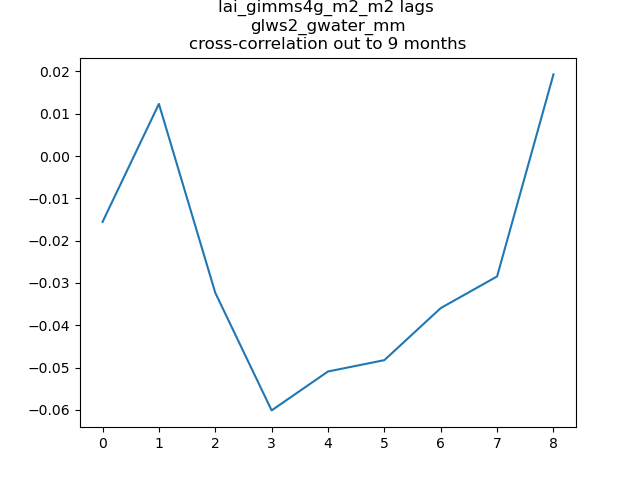 lai_gimms4g_m2_m2 lags
glws2_gwater_mm
cross-correlation out to 9 months
0.02
0.01
0.00
−0.01
−0.02
−0.03
−0.04
−0.05
−0.06
0 1 2 3 4 5 6 7 8